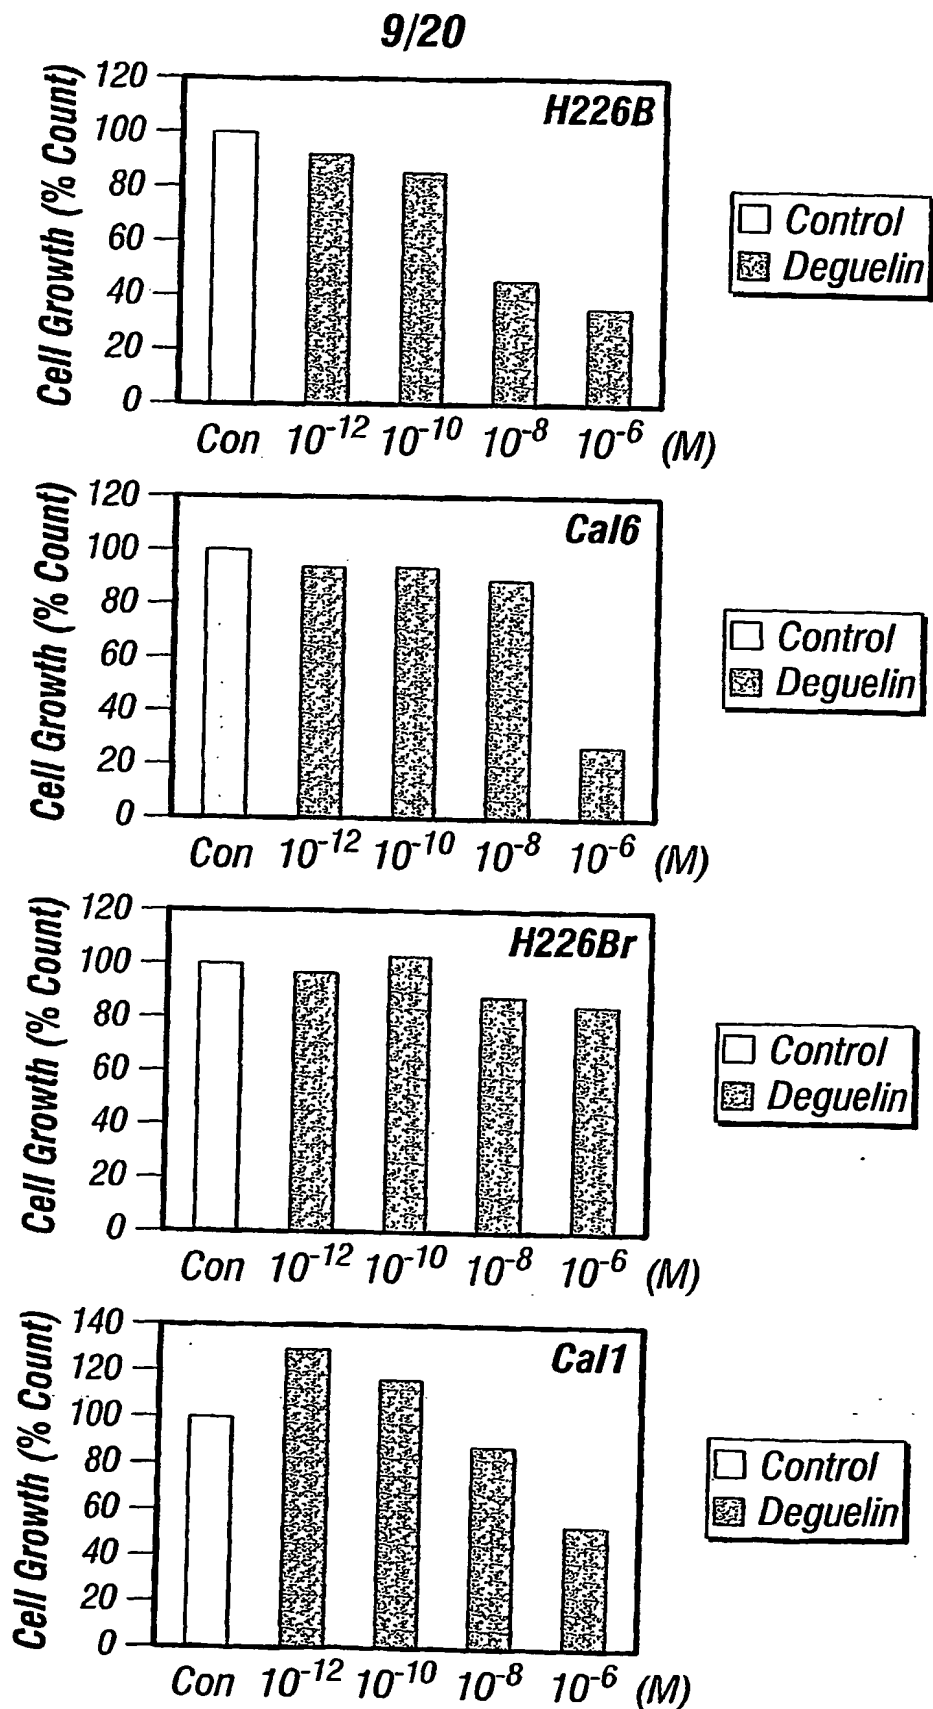 9/20
Cell Growth (% Count)
120
100
80
60
40
20
0
H226B
Con 10⁻¹² 10⁻¹⁰ 10⁻⁸ 10⁻⁶ (M)
Control
Deguelin
Cell Growth (% Count)
120
100
80
60
40
20
0
Cal6
Con 10⁻¹² 10⁻¹⁰ 10⁻⁸ 10⁻⁶ (M)
Control
Deguelin
Cell Growth (% Count)
120
100
80
60
40
20
0
H226Br
Con 10⁻¹² 10⁻¹⁰ 10⁻⁸ 10⁻⁶ (M)
Control
Deguelin
Cell Growth (% Count)
140
120
100
80
60
40
20
0
Cal1
Con 10⁻¹² 10⁻¹⁰ 10⁻⁸ 10⁻⁶ (M)
Control
Deguelin